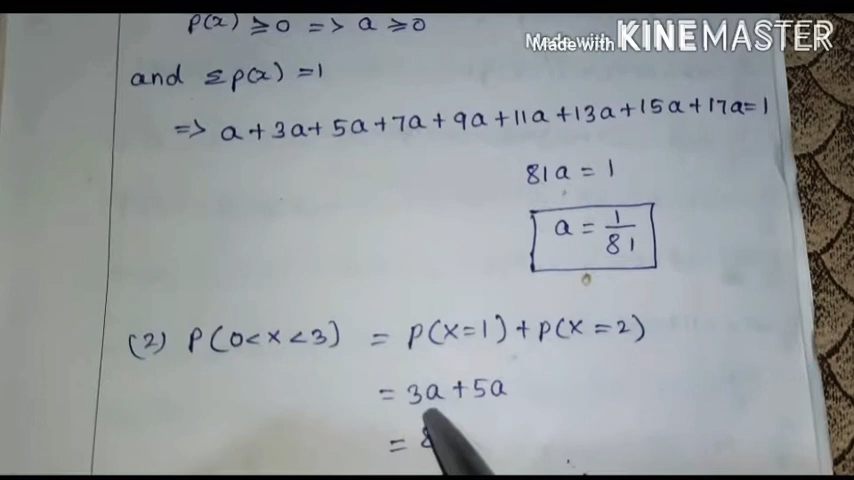 p(x) ≥ 0 => a ≥ 0
Made with KINEMASTER
and Σp(x) = 1
=> a+3a+5a+7a+9a+11a+13a+15a+17a=1
81a = 1
a = 1/81
(2) P(0<x<3) = P(X=1)+P(X=2)
= 3a+5a
= 8